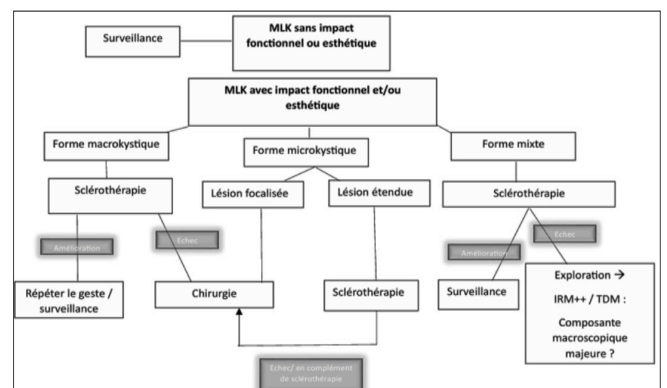 MLK sans impact
fonctionnel ou esthétique
Surveillance
MLK avec impact fonctionnel et/ou
esthétique
Forme macrokystique
Forme microkystique
Forme mixte
Sclérothérapie
Lésion focalisée
Lésion étendue
Sclérothérapie
Amélioration
Echec
Amélioration
Echec
Répéter le geste /
surveillance
Chirurgie
Sclérothérapie
Surveillance
Exploration →
IRM++ / TDM :
Composante
macroscopique
majeure ?
Echec/ en complément
de sclérothérapie